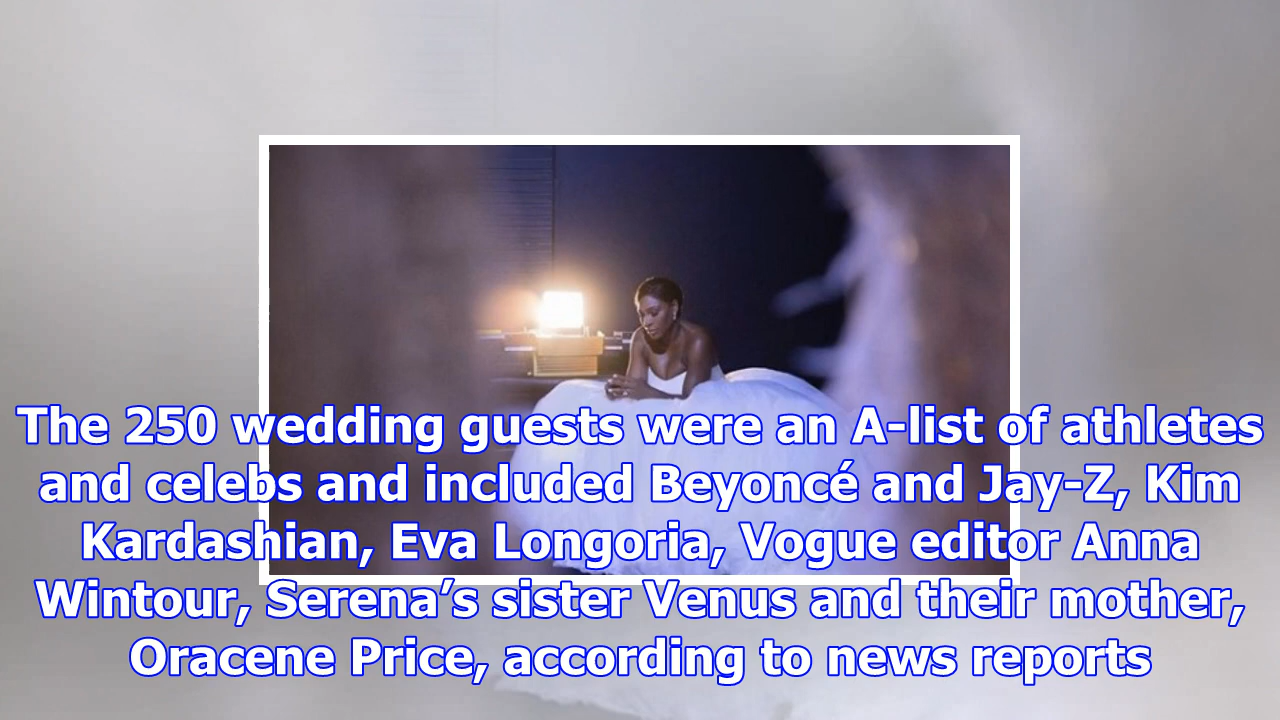 The 250 wedding guests were an A-list of athletes
and celebs and included Beyoncé and Jay-Z, Kim
Kardashian, Eva Longoria, Vogue editor Anna
Wintour, Serena’s sister Venus and their mother,
Oracene Price, according to news reports